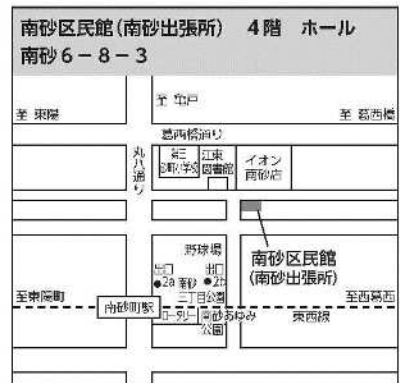 南砂区民館(南砂出張所) 4階 ホール
南砂6-8-3
至 亀戸
至 東陽
至 葛西橋
葛西橋通り
丸八通り
第三
砂町小学校
江東
図書館
イオン
南砂店
野球場
南砂区民館
(南砂出張所)
出口
●2a
出口
●2b
南砂
三丁目公園
至東陽町
南砂町駅
至西葛西
ロータリー
南砂あゆみ
公園
東西線